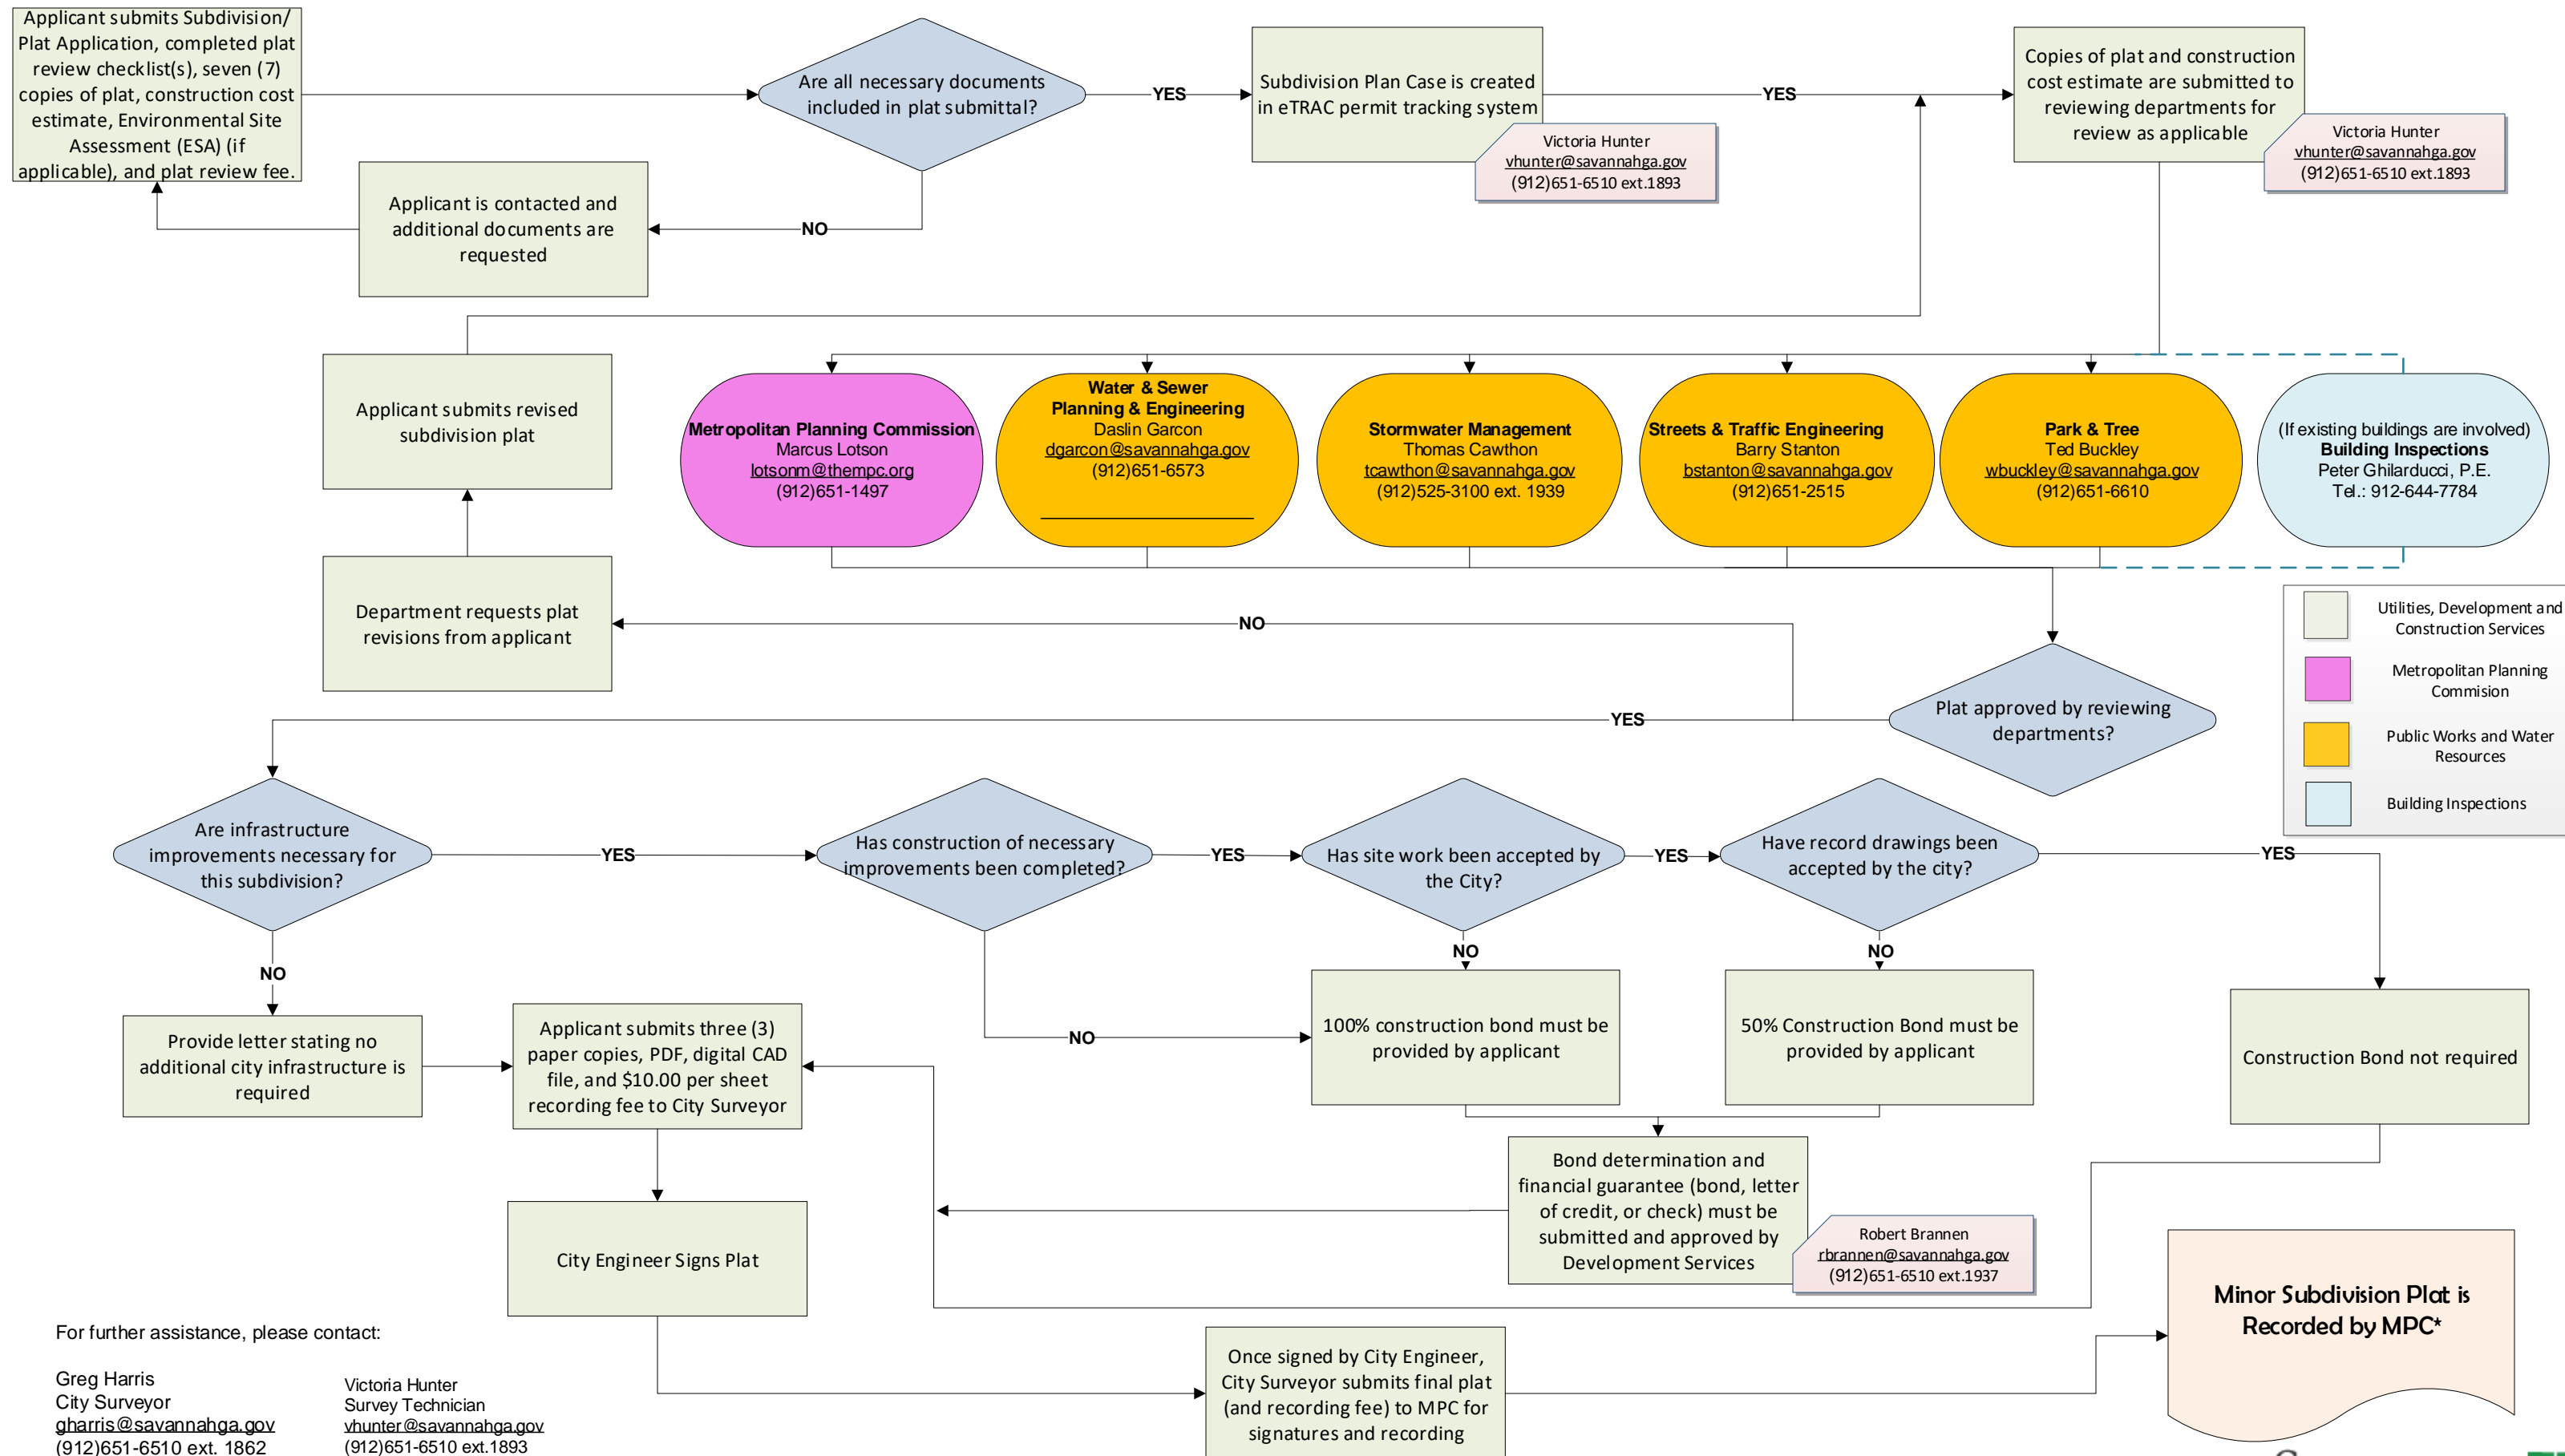 Applicant submits Subdivision/
Plat Application, completed plat
review checklist(s), seven (7)
copies of plat, construction cost
estimate, Environmental Site
Assessment (ESA) (if
applicable), and plat review fee.
Are all necessary documents
included in plat submittal?
YES
Subdivision Plan Case is created
in eTRAC permit tracking system
Victoria Hunter
vhunter@savannahga.gov
(912)651-6510 ext.1893
YES
Copies of plat and construction
cost estimate are submitted to
reviewing departments for
review as applicable
Victoria Hunter
vhunter@savannahga.gov
(912)651-6510 ext.1893
NO
Applicant is contacted and
additional documents are
requested
Applicant submits revised
subdivision plat
Metropolitan Planning Commission
Marcus Lotson
lotsonm@thempc.org
(912)651-1497
Water & Sewer
Planning & Engineering
Daslin Garcon
dgarcon@savannahga.gov
(912)651-6573
Stormwater Management
Thomas Cawthon
tcawthon@savannahga.gov
(912)525-3100 ext. 1939
Streets & Traffic Engineering
Barry Stanton
bstanton@savannahga.gov
(912)651-2515
Park & Tree
Ted Buckley
wbuckley@savannahga.gov
(912)651-6610
(If existing buildings are involved)
Building Inspections
Peter Ghilarducci, P.E.
Tel.: 912-644-7784
Department requests plat
revisions from applicant
NO
Utilities, Development and
Construction Services
Metropolitan Planning
Commision
Public Works and Water
Resources
Building Inspections
YES
Plat approved by reviewing
departments?
Are infrastructure
improvements necessary for
this subdivision?
YES
Has construction of necessary
improvements been completed?
YES
Has site work been accepted by
the City?
YES
Have record drawings been
accepted by the city?
YES
NO
NO
NO
NO
Provide letter stating no
additional city infrastructure is
required
Applicant submits three (3)
paper copies, PDF, digital CAD
file, and $10.00 per sheet
recording fee to City Surveyor
100% construction bond must be
provided by applicant
50% Construction Bond must be
provided by applicant
Construction Bond not required
Bond determination and
financial guarantee (bond, letter
of credit, or check) must be
submitted and approved by
Development Services
Robert Brannen
rbrannen@savannahga.gov
(912)651-6510 ext.1937
City Engineer Signs Plat
Minor Subdivision Plat is
Recorded by MPC*
Once signed by City Engineer,
City Surveyor submits final plat
(and recording fee) to MPC for
signatures and recording
For further assistance, please contact:
Greg Harris
City Surveyor
gharris@savannahga.gov
(912)651-6510 ext. 1862
Victoria Hunter
Survey Technician
vhunter@savannahga.gov
(912)651-6510 ext.1893